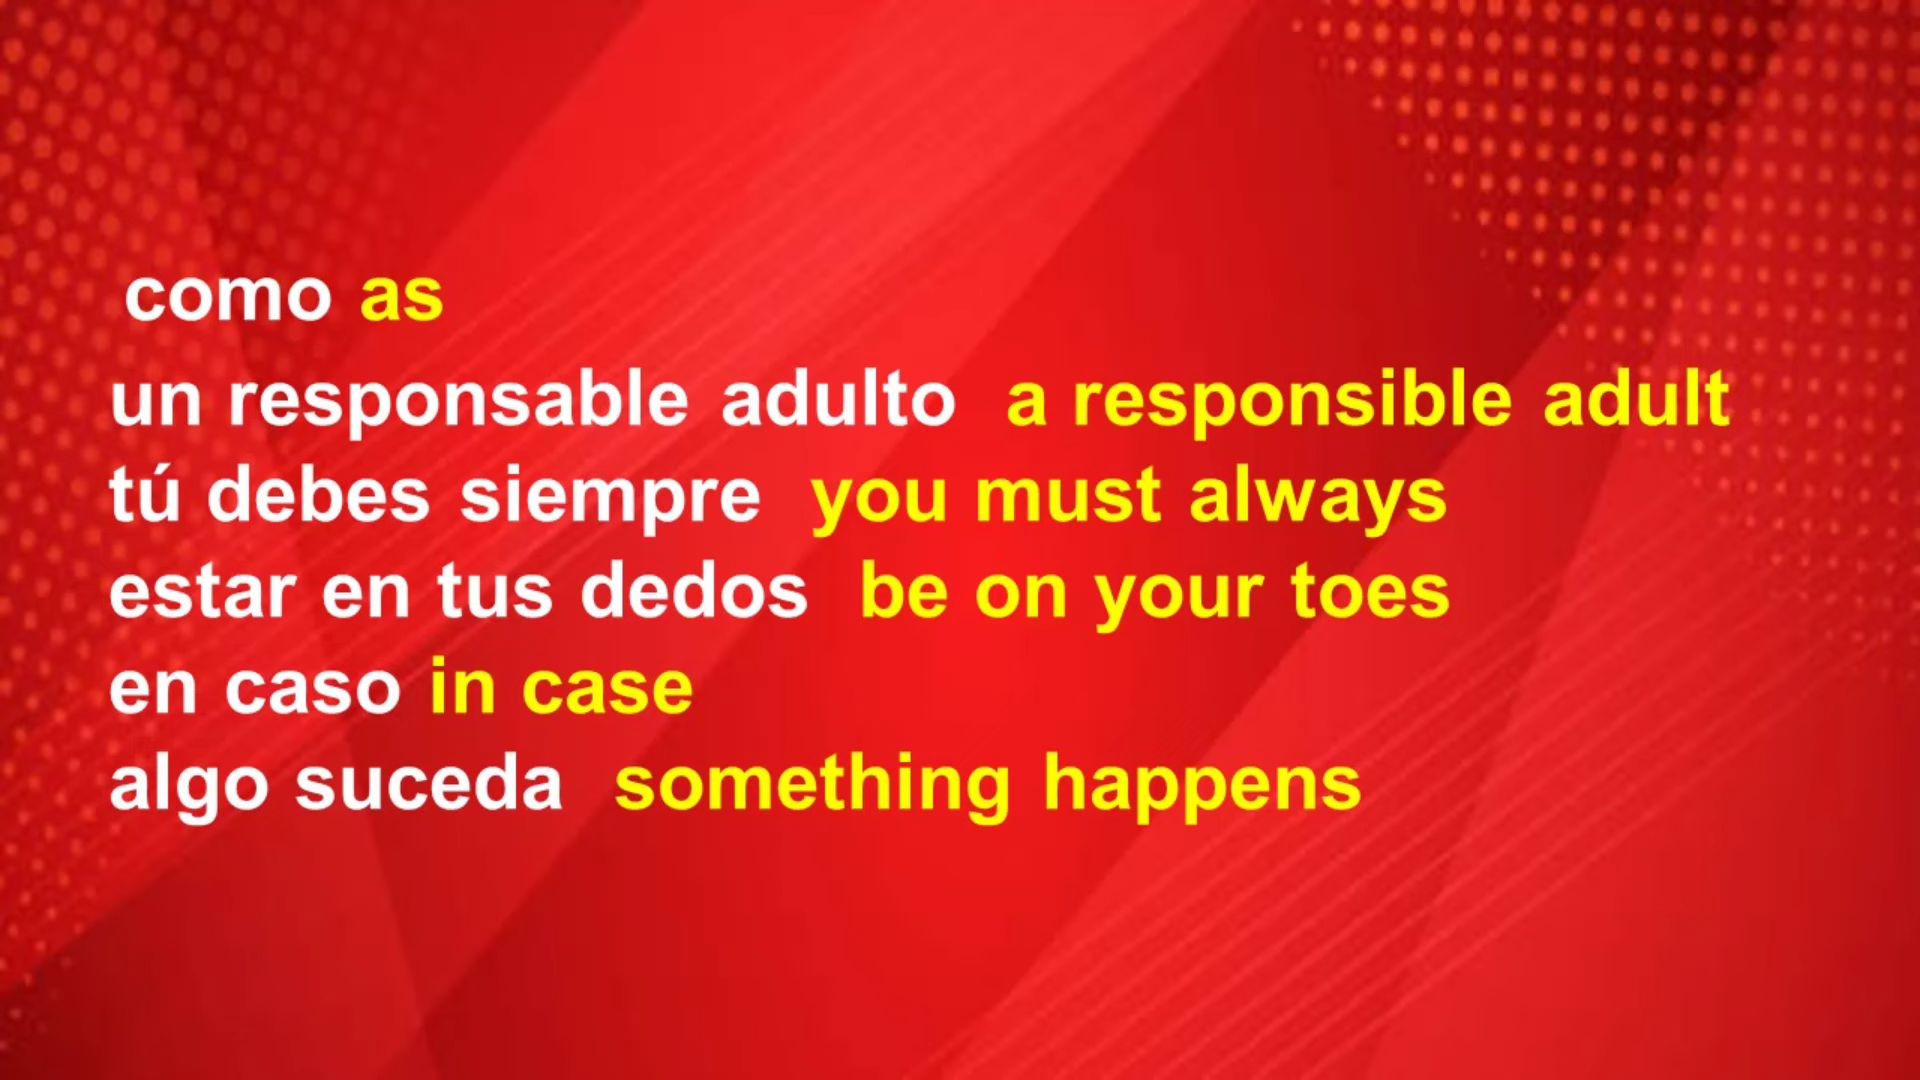 como as
un responsable adulto a responsible adult
tú debes siempre you must always
estar en tus dedos be on your toes
en caso in case
algo suceda something happens